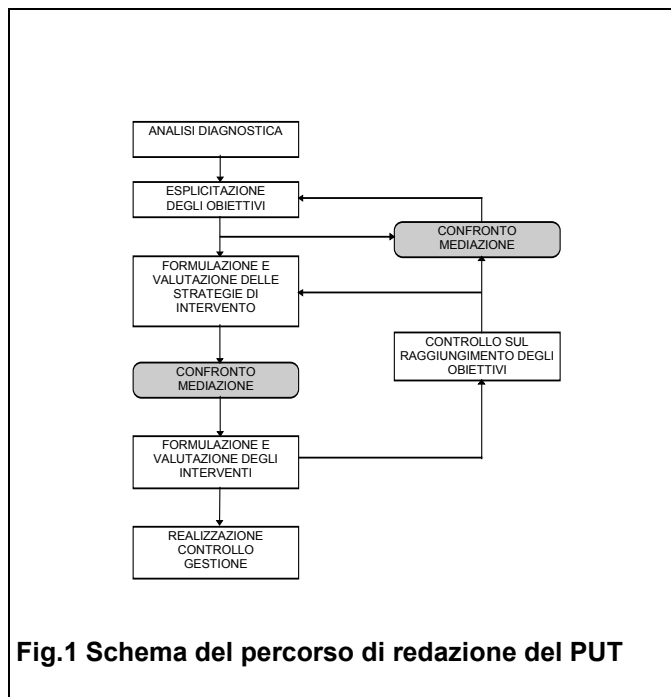 ANALISI DIAGNOSTICA
ESPLICITAZIONE
DEGLI OBIETTIVI
CONFRONTO
MEDIAZIONE
FORMULAZIONE E
VALUTAZIONE DELLE
STRATEGIE DI
INTERVENTO
CONTROLLO SUL
RAGGIUNGIMENTO DEGLI
OBIETTIVI
CONFRONTO
MEDIAZIONE
FORMULAZIONE E
VALUTAZIONE DEGLI
INTERVENTI
REALIZZAZIONE
CONTROLLO
GESTIONE
Fig.1 Schema del percorso di redazione del PUT